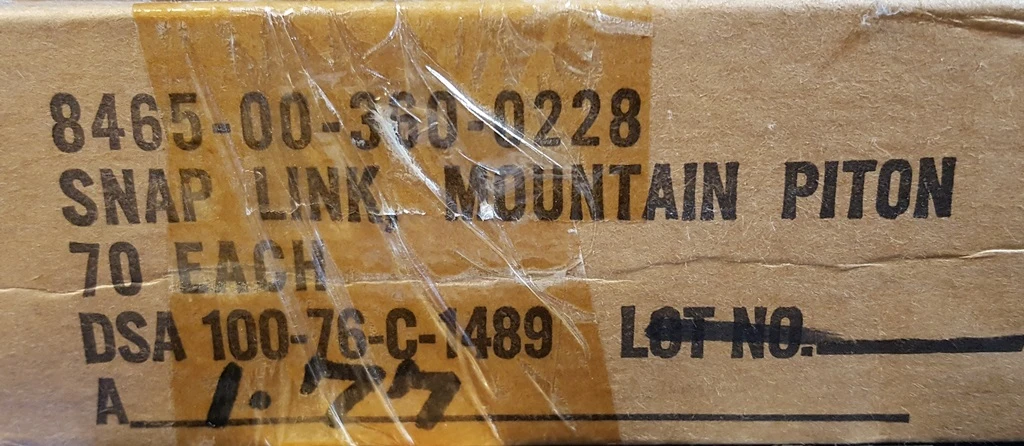 8465-00-360-0228
SNAP LINK, MOUNTAIN PITON
70 EACH
DSA 100-76-C-1489 LOT NO.
A 1.77